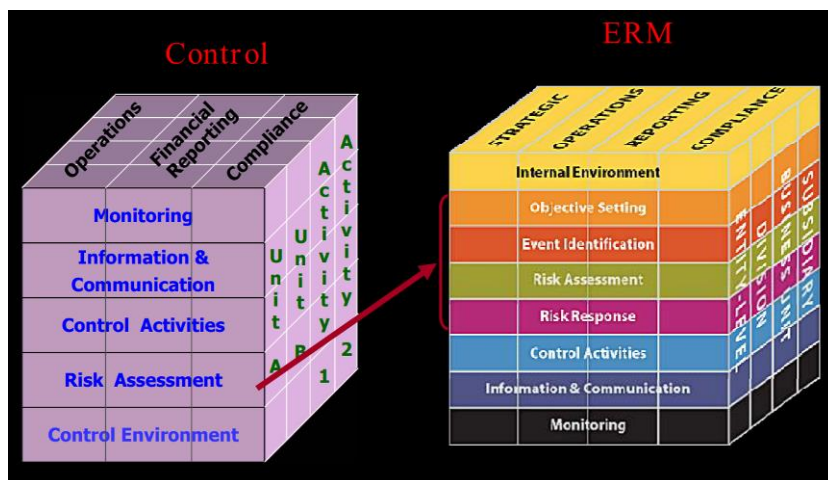 Control
ERM
Operations
Financial
Reporting
Compliance
Monitoring
Information &
Communication
Control Activities
Risk Assessment
Control Environment
Unit A
Unit B
Activity 1
Activity 2
STRATEGIC
OPERATIONS
REPORTING
COMPLIANCE
Internal Environment
Objective Setting
Event Identification
Risk Assessment
Risk Response
Control Activities
Information & Communication
Monitoring
ENTITY-LEVEL
DIVISION
BUSINESS UNIT
SUBSIDIARY